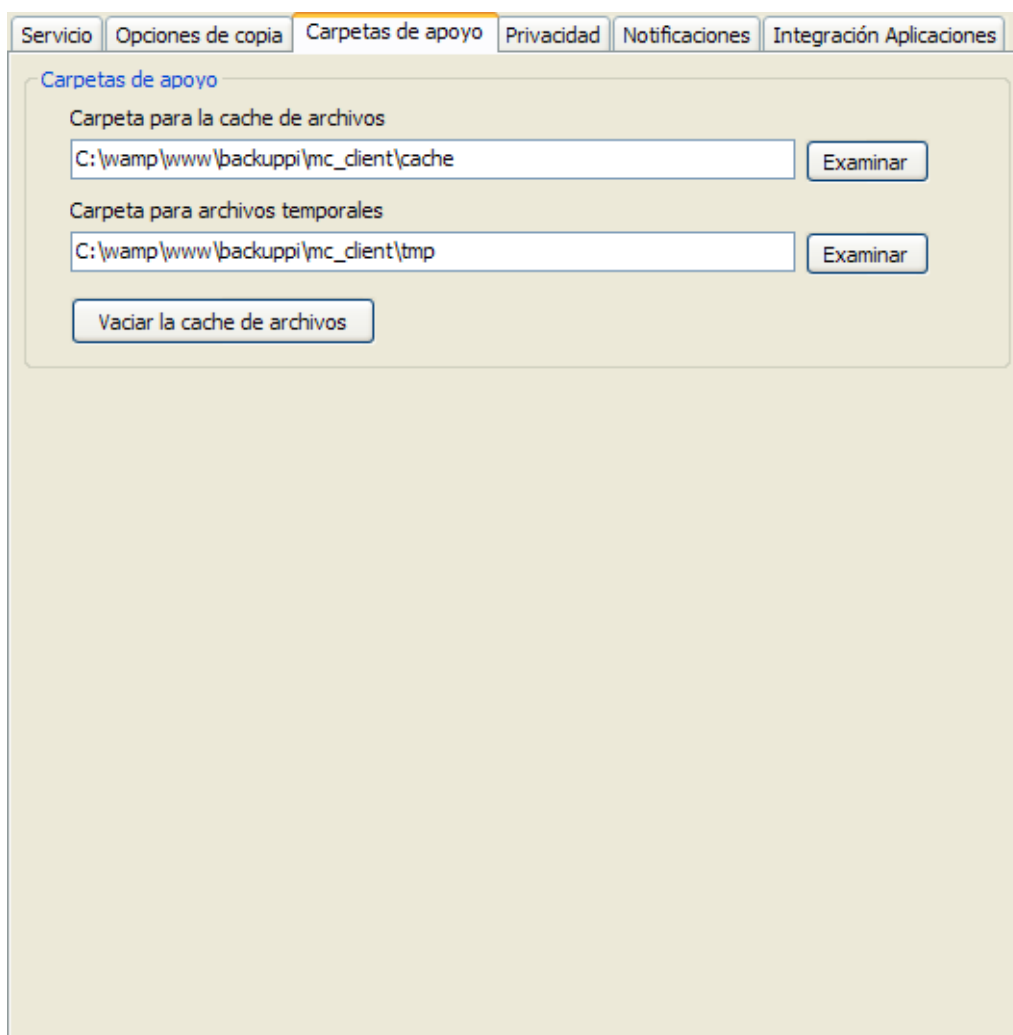 Servicio Opciones de copia Carpetas de apoyo Privacidad Notificaciones Integración Aplicaciones
Carpetas de apoyo
Carpeta para la cache de archivos
C:\wamp\www\backuppi\mc_client\cache Examinar
Carpeta para archivos temporales
C:\wamp\www\backuppi\mc_client\tmp Examinar
Vaciar la cache de archivos